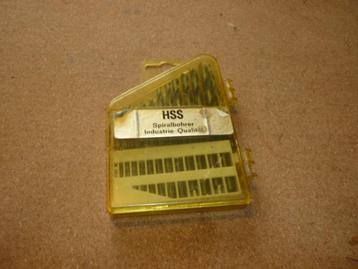 HSS
Spiralbohrer
Industrie Qualität